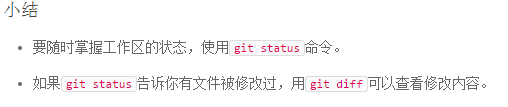 小结
要随时掌握工作区的状态，使用git status命令。
如果git status告诉你有文件被修改过，用git diff可以查看修改内容。